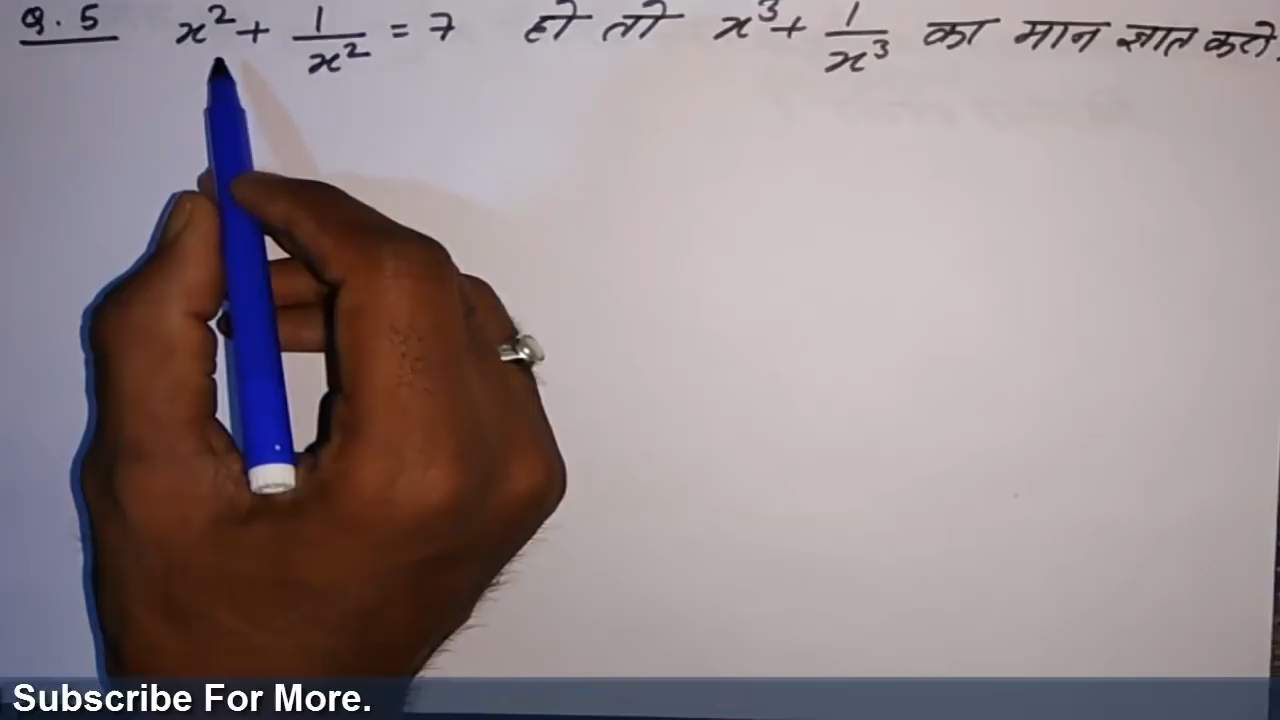 Q. 5 x² + 1/x² = 7 हो तो x³ + 1/x³ का मान ज्ञात करो.
Subscribe For More.